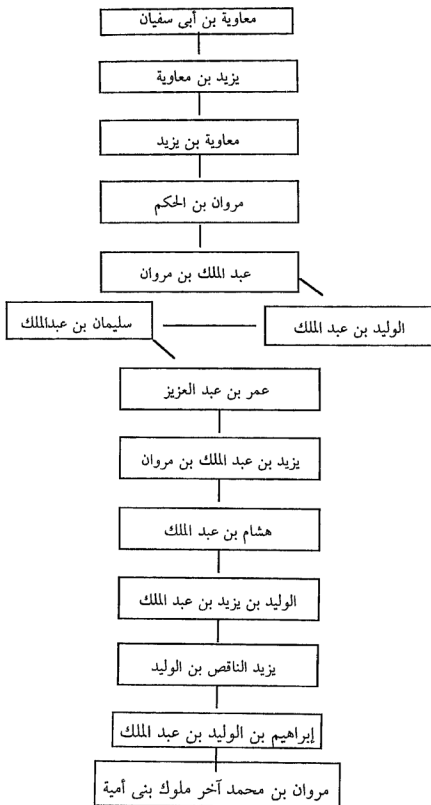 معاوية بن أبى سفيان
يزيد بن معاوية
معاوية بن يزيد
مروان بن الحكم
عبد الملك بن مروان
الوليد بن عبد الملك
سليمان بن عبدالملك
عمر بن عبد العزيز
يزيد بن عبد الملك بن مروان
هشام بن عبد الملك
الوليد بن يزيد بن عبد الملك
يزيد الناقص بن الوليد
إبراهيم بن الوليد بن عبد الملك
مروان بن محمد آخر ملوك بنى أمية